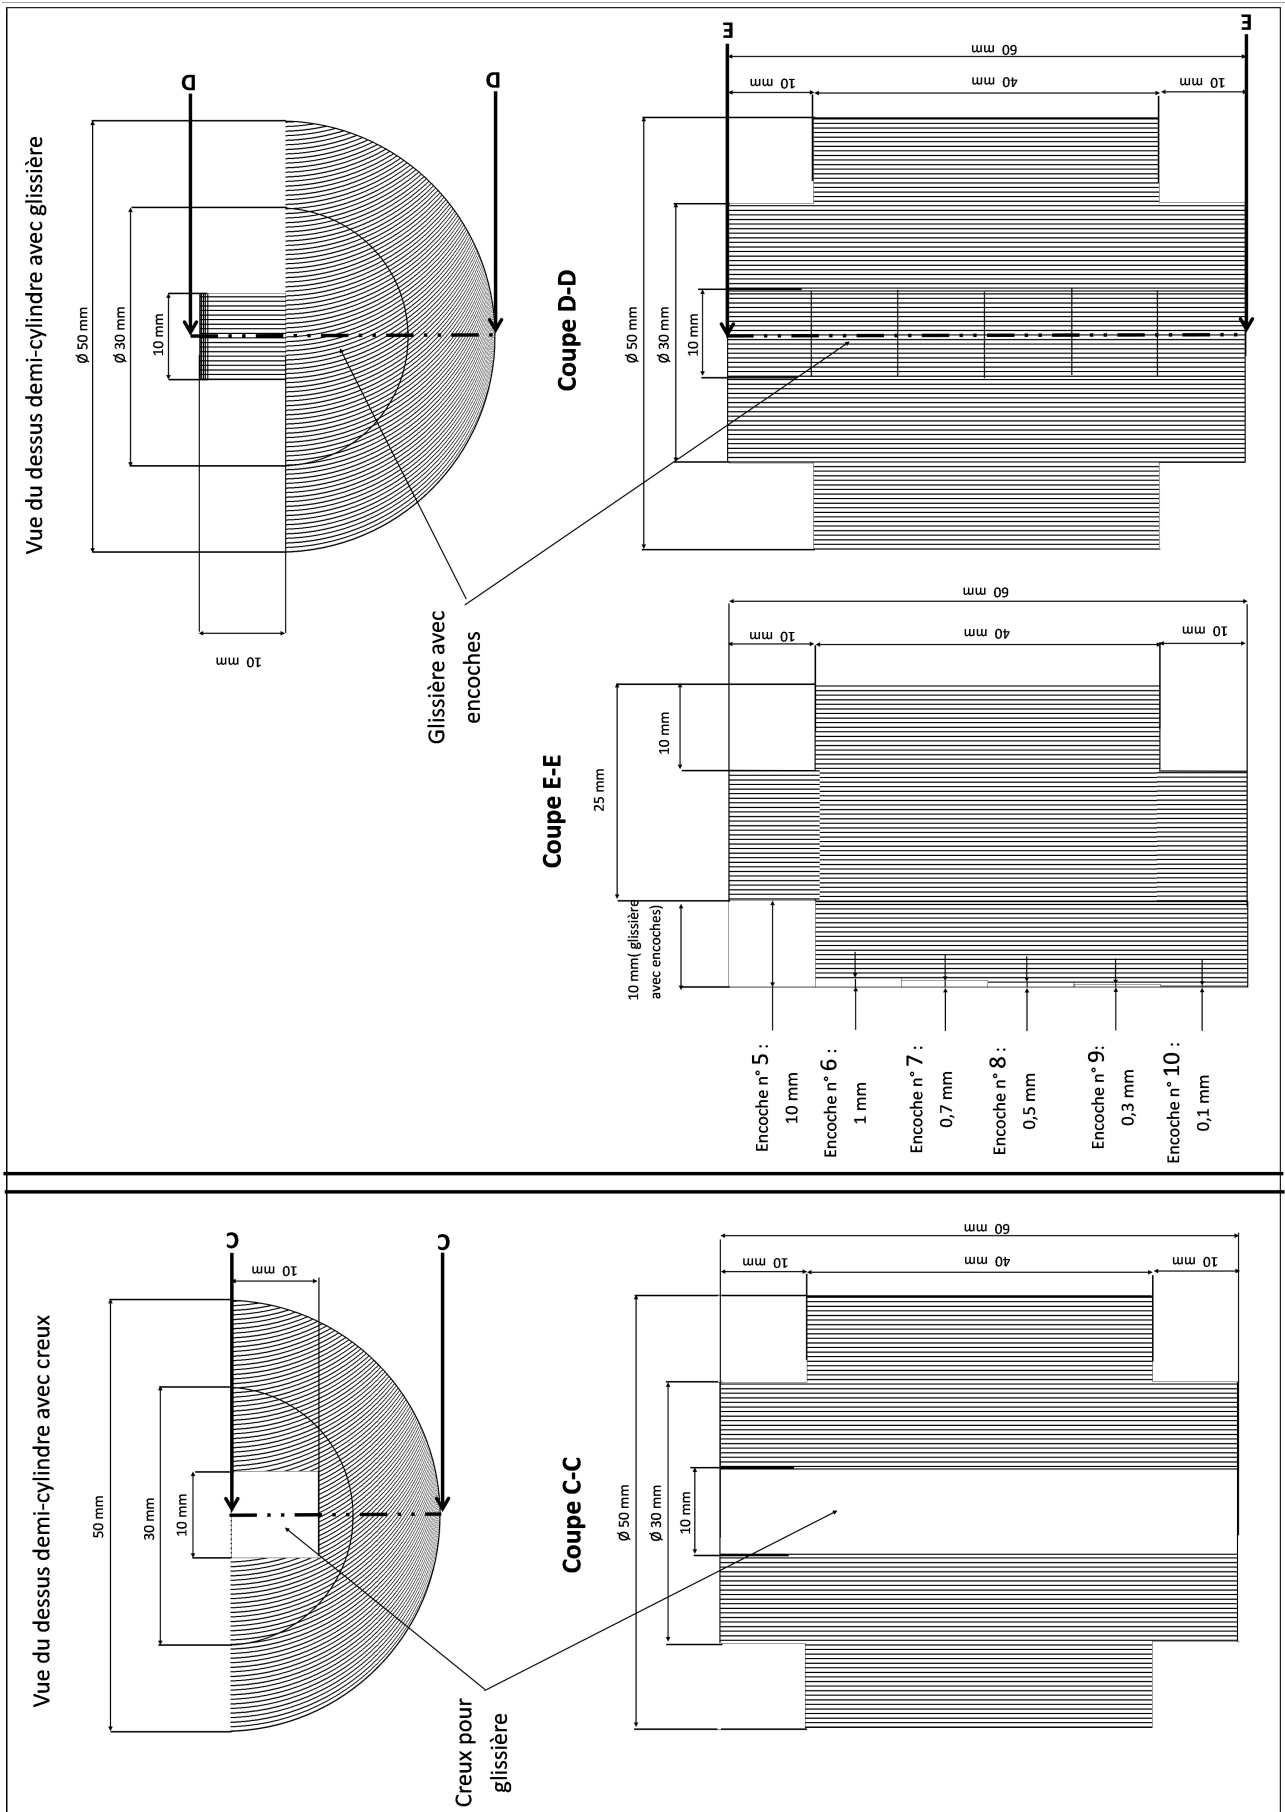 Vue du dessus demi-cylindre avec glissière
Ø 50 mm
Ø 30 mm
10 mm
10 mm
D
D
Glissière avec
encoches
Coupe D-D
Ø 50 mm
Ø 30 mm
10 mm
60 mm
10 mm
40 mm
10 mm
E
E
Coupe E-E
25 mm
10 mm
10 mm( glissière
avec encoches)
60 mm
10 mm
40 mm
10 mm
Encoche n° 5 :
10 mm
Encoche n° 6 :
1 mm
Encoche n° 7 :
0,7 mm
Encoche n° 8 :
0,5 mm
Encoche n° 9:
0,3 mm
Encoche n° 10 :
0,1 mm
Vue du dessus demi-cylindre avec creux
50 mm
30 mm
10 mm
10 mm
C
C
Creux pour
glissière
Coupe C-C
Ø 50 mm
Ø 30 mm
10 mm
60 mm
10 mm
40 mm
10 mm